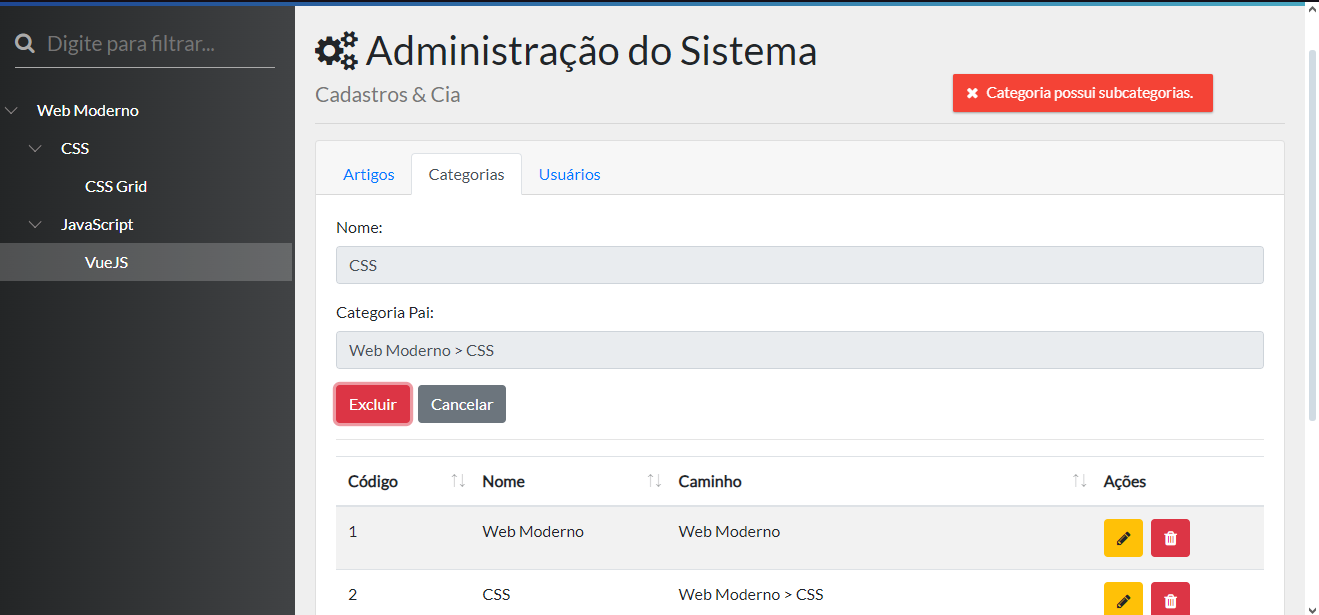 Digite para filtrar...
Web Moderno
CSS
CSS Grid
JavaScript
VueJS
Administração do Sistema
Cadastros & Cia
Categoria possui subcategorias.
Artigos Categorias Usuários
Nome:
CSS
Categoria Pai:
Web Moderno > CSS
Excluir Cancelar
Código Nome Caminho Ações
1 Web Moderno Web Moderno
2 CSS Web Moderno > CSS